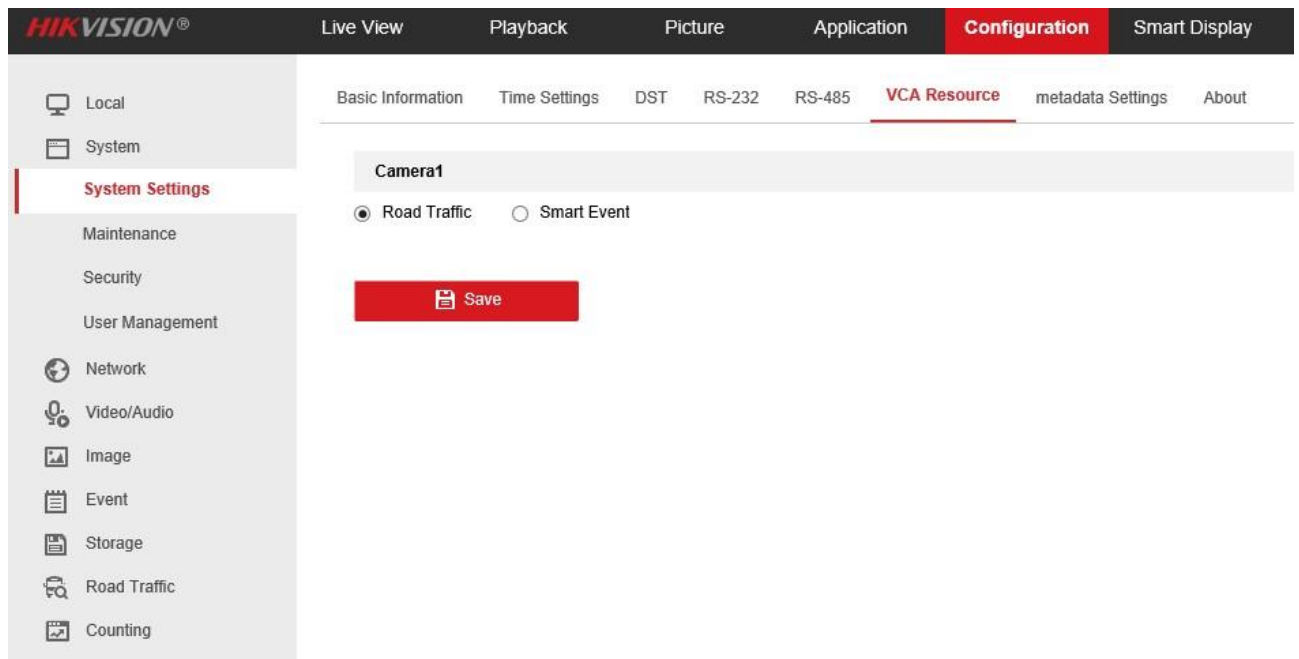 HIKVISION®
Live View Playback Picture Application Configuration Smart Display
Local
System
System Settings
Maintenance
Security
User Management
Network
Video/Audio
Image
Event
Storage
Road Traffic
Counting
Basic Information Time Settings DST RS-232 RS-485 VCA Resource metadata Settings About
Camera1
Road Traffic Smart Event
Save